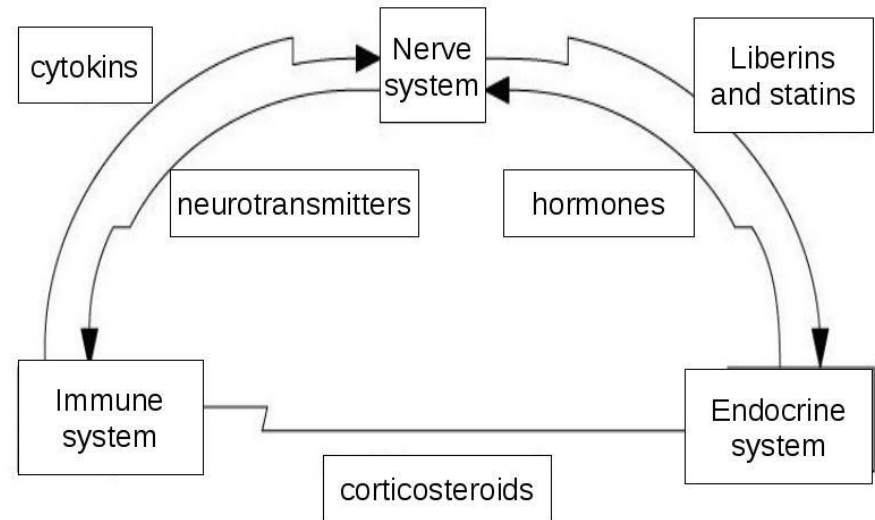 cytokins
Nerve
system
Liberins
and statins
neurotransmitters
hormones
Immune
system
Endocrine
system
corticosteroids